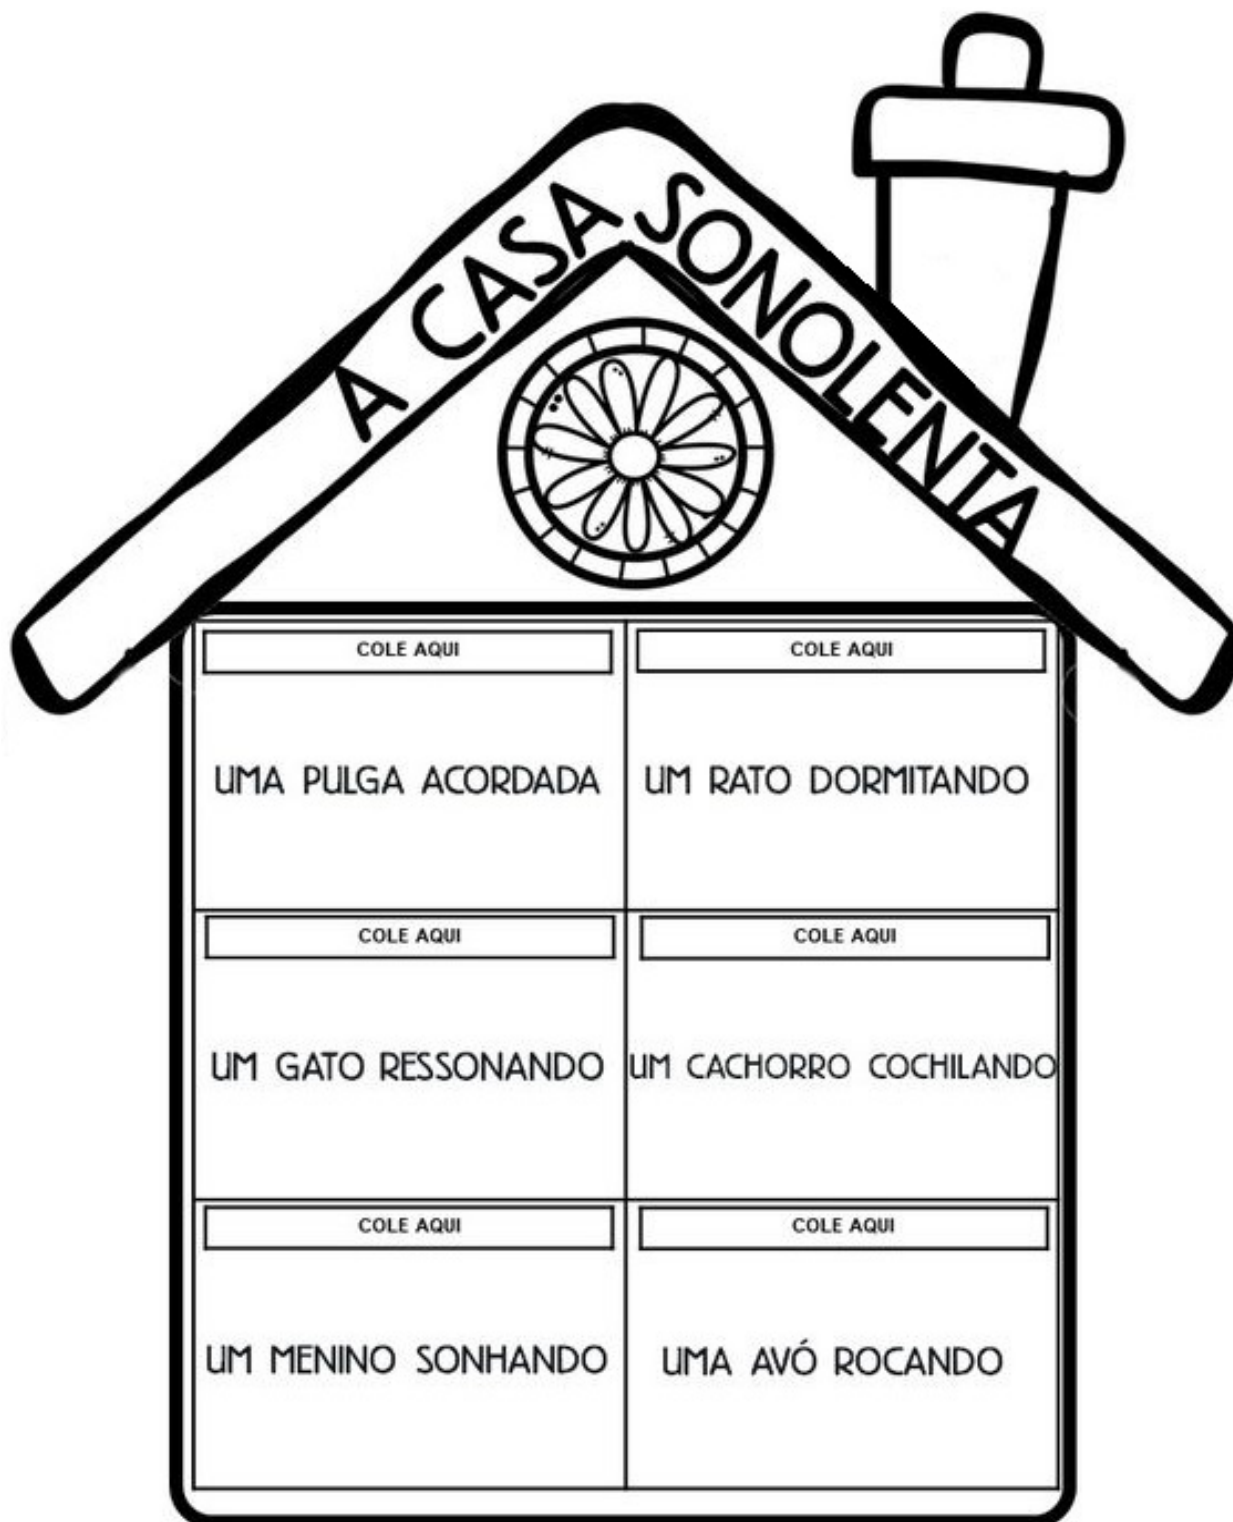 A CASA SONOLENTA
COLE AQUI
COLE AQUI
UMA PULGA ACORDADA
UM RATO DORMITANDO
COLE AQUI
COLE AQUI
UM GATO RESSONANDO
UM CACHORRO COCHILANDO
COLE AQUI
COLE AQUI
UM MENINO SONHANDO
UMA AVÓ ROCANDO